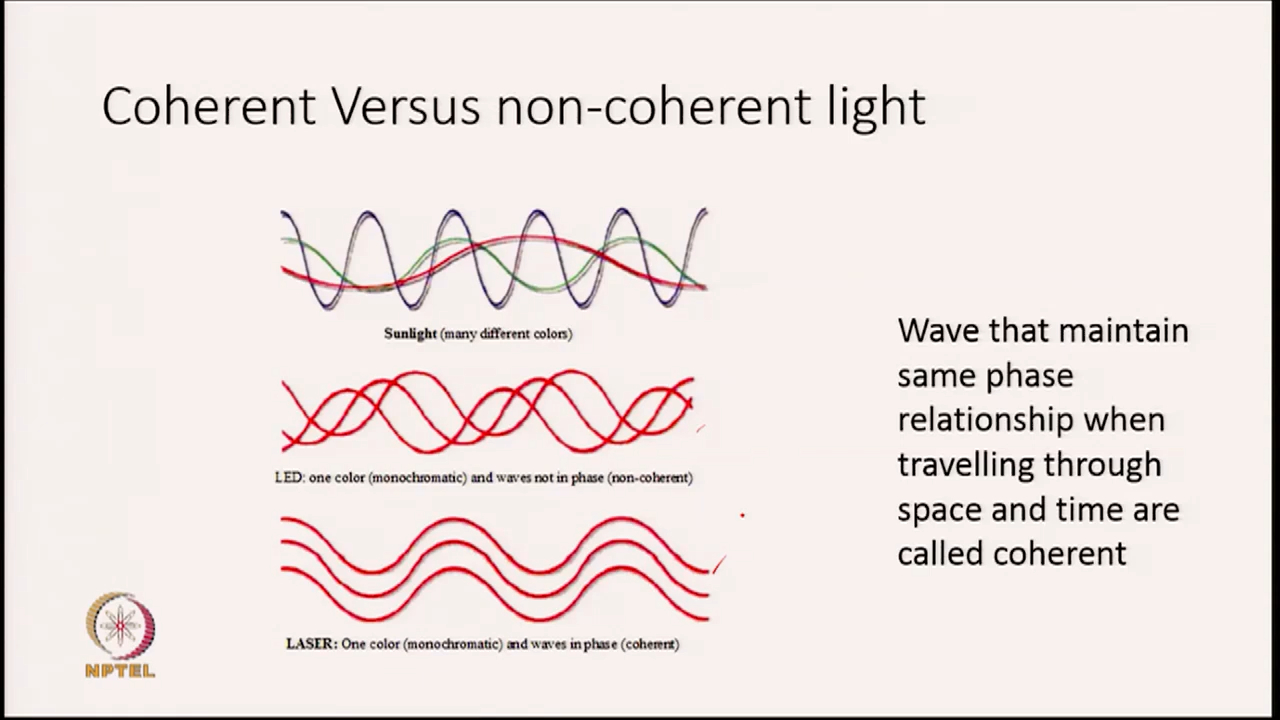 Coherent Versus non-coherent light
Sunlight (many different colors)
LED: one color (monochromatic) and waves not in phase (non-coherent)
LASER: One color (monochromatic) and waves in phase (coherent)
Wave that maintain
same phase
relationship when
travelling through
space and time are
called coherent
NPTEL